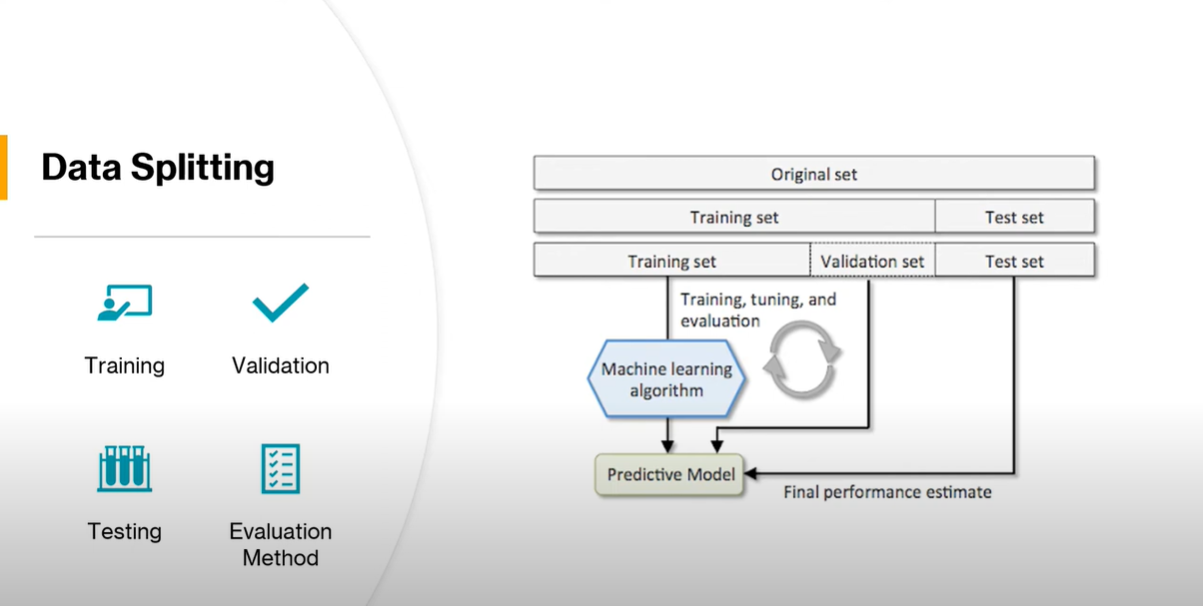 Data Splitting
Training
Validation
Testing
Evaluation
Method
Original set
Training set
Test set
Training set
Validation set
Test set
Training, tuning, and
evaluation
Machine learning
algorithm
Predictive Model
Final performance estimate